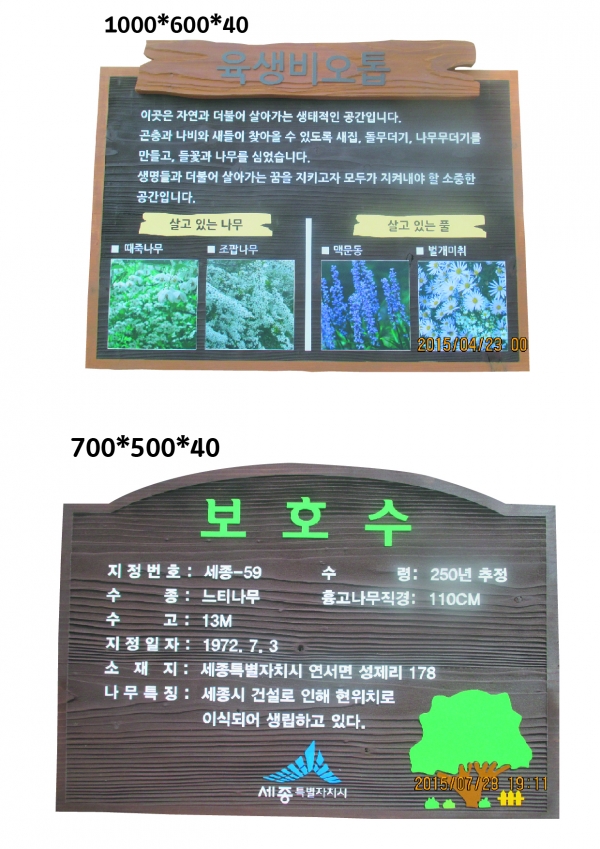 1000*600*40
육생비오톱
이곳은 자연과 더불어 살아가는 생태적인 공간입니다.
곤충과 나비와 새들이 찾아올 수 있도록 새집, 돌무더기, 나무무더기를
만들고, 들꽃과 나무를 심었습니다.
생명들과 더불어 살아가는 꿈을 지키고자 모두가 지켜내야 할 소중한
공간입니다.
살고 있는 나무
살고 있는 풀
■ 때죽나무
■ 조팝나무
■ 맥문동
■ 벌개미취
2015/04/23 00
700*500*40
보호수
지정번호 : 세종-59 수 령: 250년 추정
수 종 : 느티나무 흉고나무직경: 110CM
수 고 : 13M
지정일자 : 1972. 7. 3
소 재 지 : 세종특별자치시 연서면 성제리 178
나무특징 : 세종시 건설로 인해 현위치로
이식되어 생립하고 있다.
세종특별자치시
2015/07/28 19:11